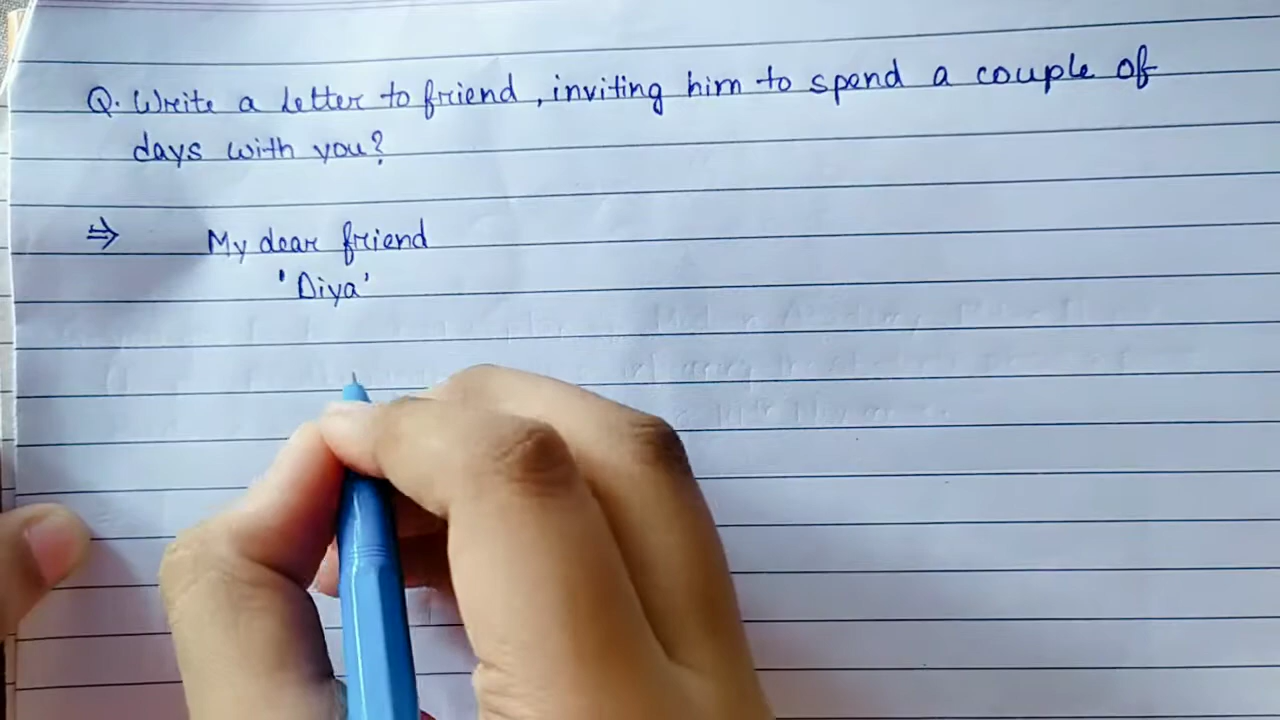 Q. Write a letter to friend, inviting him to spend a couple of
days with you?
⇒ My dear friend
'Diya'